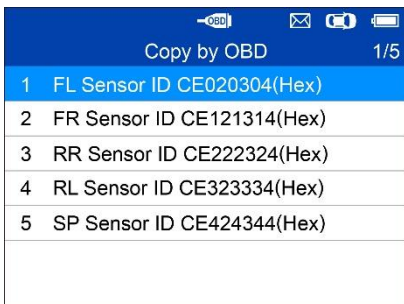 OBD
Copy by OBD 1/5
1 FL Sensor ID CE020304(Hex)
2 FR Sensor ID CE121314(Hex)
3 RR Sensor ID CE222324(Hex)
4 RL Sensor ID CE323334(Hex)
5 SP Sensor ID CE424344(Hex)